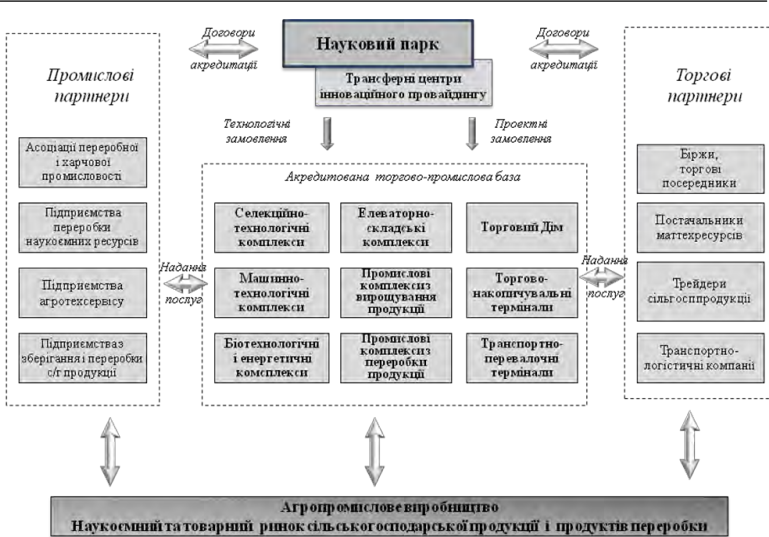 Науковий парк
Трансферні центри
інноваційного провайдингу
Договори
акредитації
Договори
акредитації
Технологічні
замовлення
Проектні
замовлення
Промислові
партнери
Асоціації переробної
і харчової
промисловості
Підприємства
переробки
наукоємних ресурсів
Підприємства
агротехсервісу
Підприємства з
зберігання і переробки
с/г продукції
Надання
послуг
Акредитована торгово-промислова база
Селекційно-
технологічні
комплекси
Елеваторно-
складські
комплекси
Торговий Дім
Машинно-
технологічні
комплекси
Промислові
комплекси з
вирощування
продукції
Торгово-
накопичувальні
термінали
Біотехнологічні
і енергетичні
комсплекси
Промислові
комплекси з
переробки
продукції
Транспортно-
перевалочні
термінали
Надання
послуг
Торгові
партнери
Біржи,
торгові
посередники
Постачальники
маттехресурсів
Трейдери
сільгосппродукції
Транспортно-
логістичні компанії
Агропромислове виробництво
Наукоємний та товарний ринок сільськогосподарської продукції і продуктів переробки